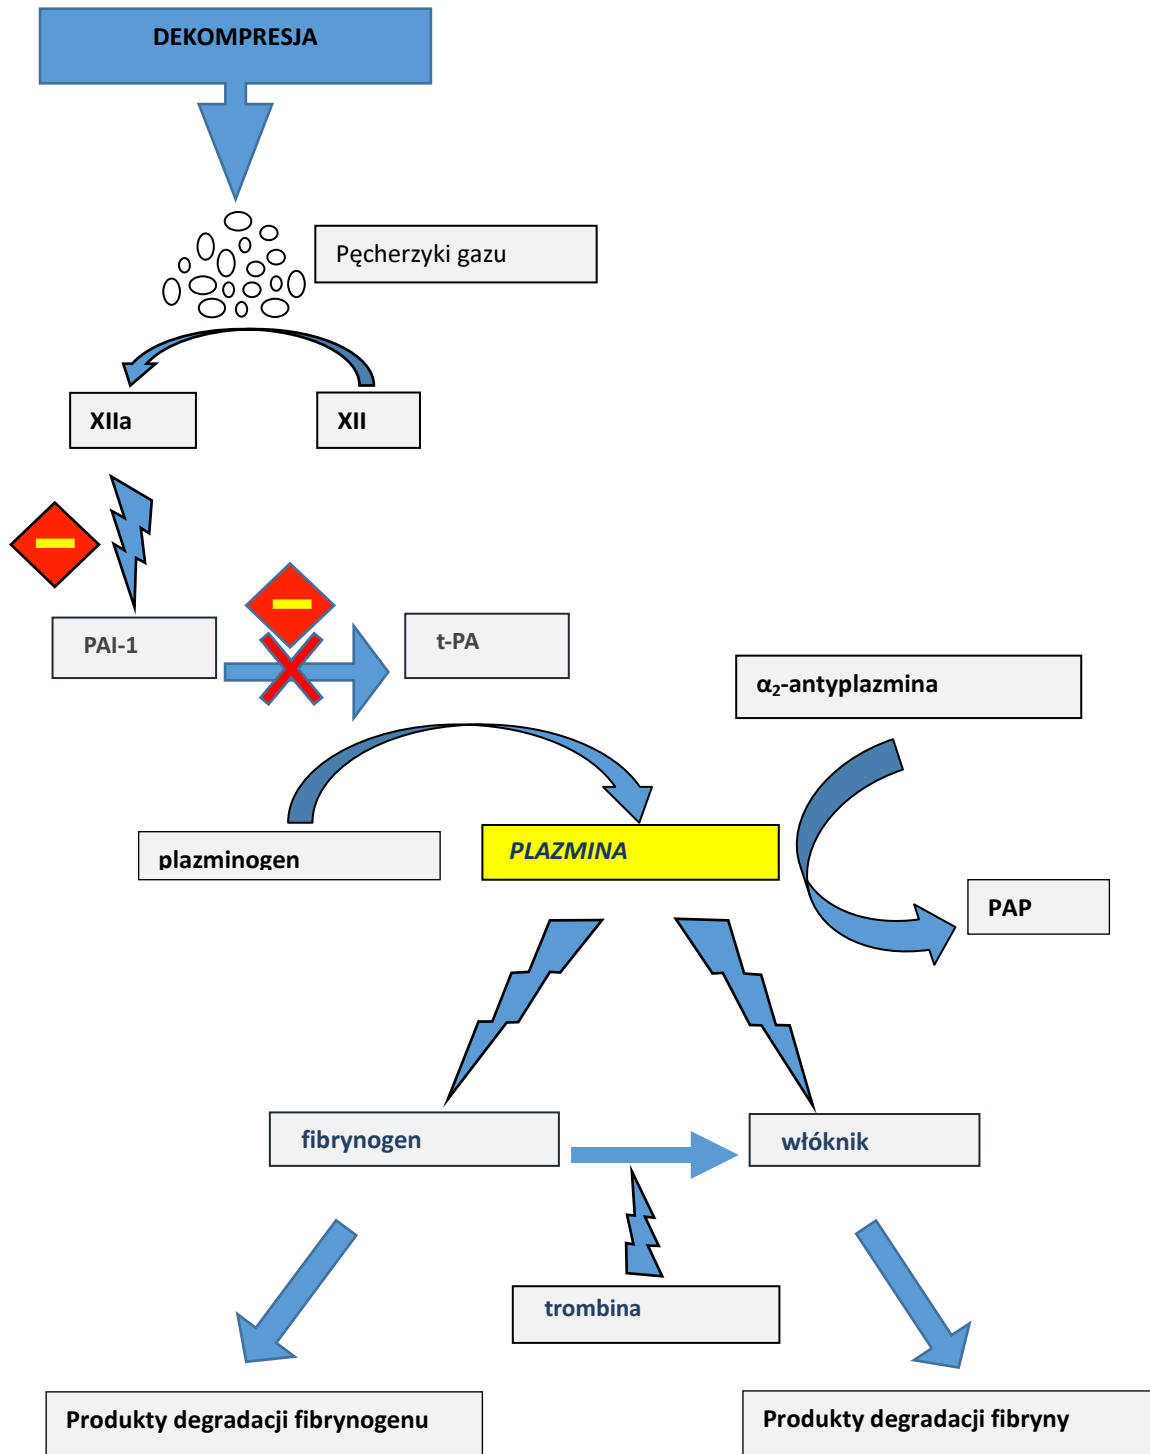 DEKOMPRESJA
Pęcherzyki gazu
XIIa
XII
PAI-1
t-PA
α₂-antyplazmina
plazminogen
PLAZMINA
PAP
fibrynogen
włóknik
trombina
Produkty degradacji fibrynogenu
Produkty degradacji fibryny